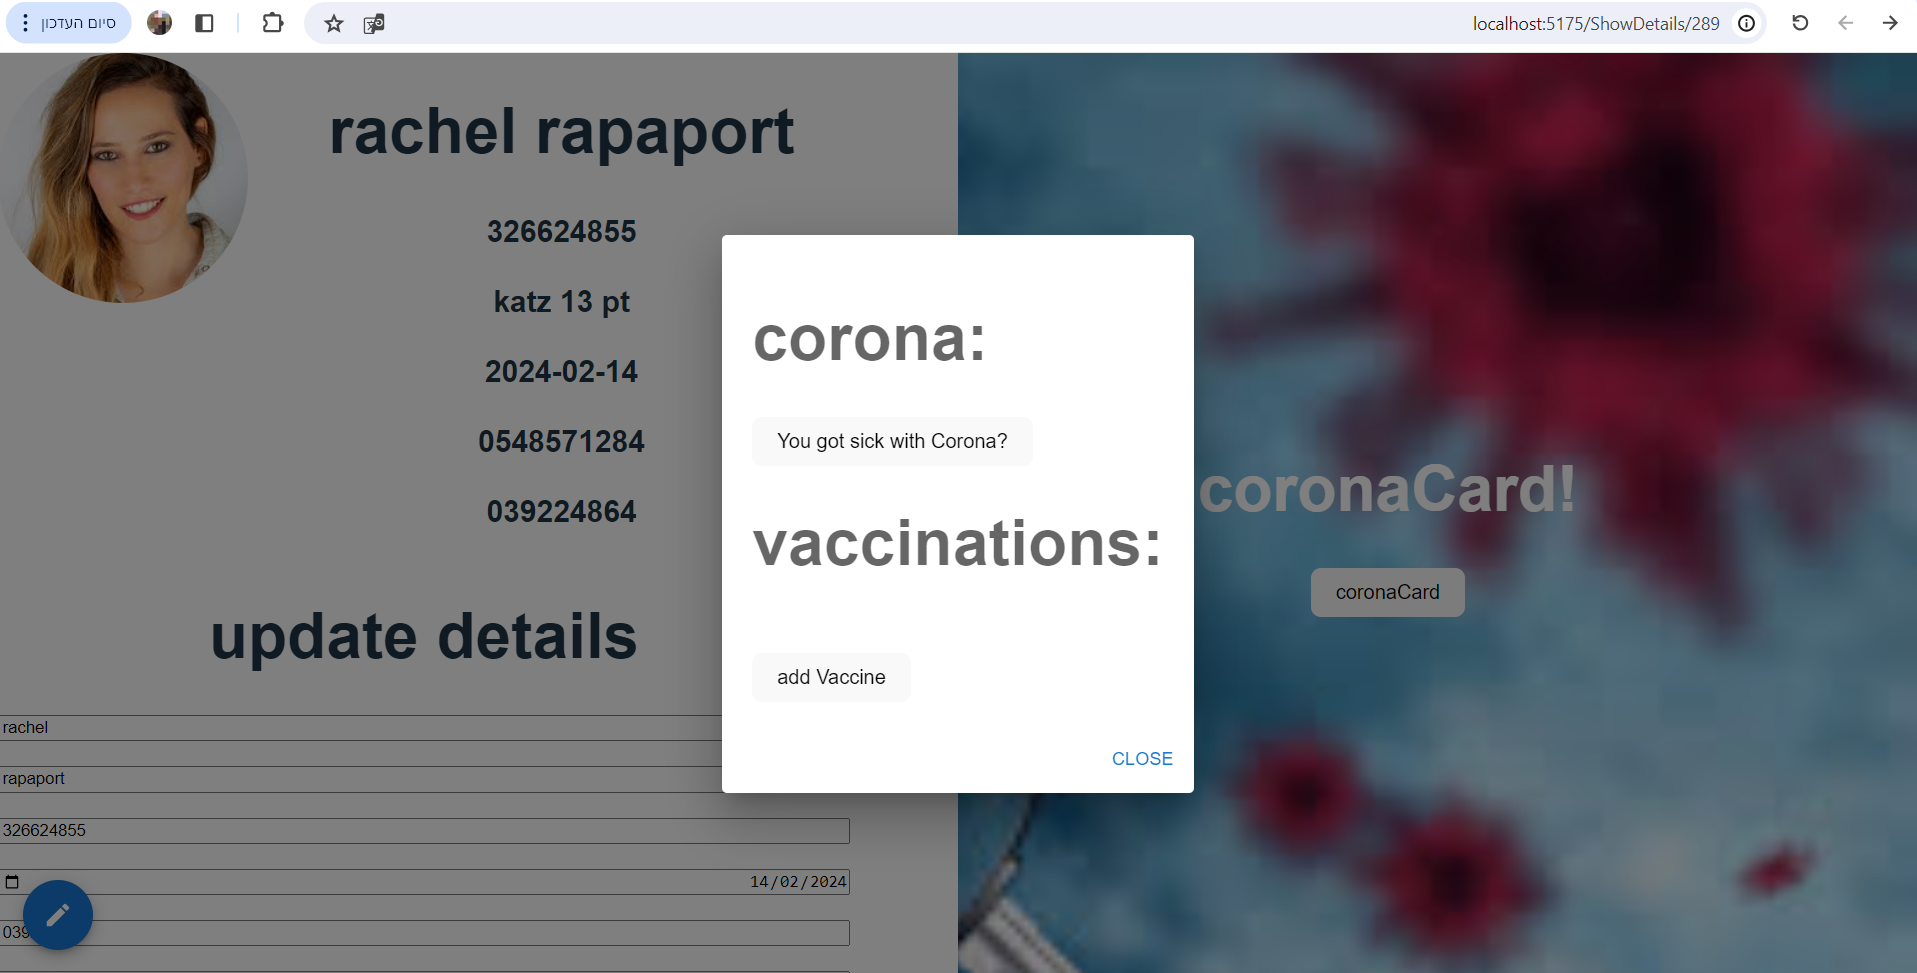 סיום העדכון
localhost:5175/ShowDetails/289
rachel rapaport
326624855
katz 13 pt
2024-02-14
0548571284
039224864
update details
rachel
rapaport
326624855
14/02/2024
039
corona:
You got sick with Corona?
vaccinations:
add Vaccine
CLOSE
coronaCard!
coronaCard